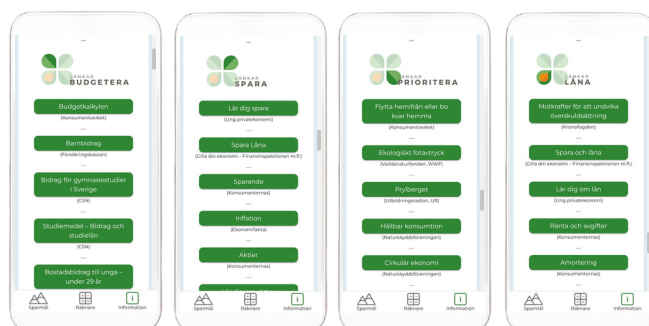 LÄNKAR
BUDGETERA
Budgetkalkylen
(Konsumentverket)
...
Barnbidrag
(Försäkringskassan)
...
Bidrag för gymnasiestudier
i Sverige
(CSN)
...
Studiemedel – Bidrag och
studielån
(CSN)
...
Bostadsbidrag till unga –
under 29 år
Sparmål
Räknare
Information
LÄNKAR
SPARA
Lär dig spara
(Ung privatekonomi)
...
Spara Låna
(Gilla din ekonomi - Finansinspektionen m.fl.)
...
Sparande
(Konsumenternas)
...
Inflation
(Ekonomifakta)
...
Aktier
(Konsumenternas)
...
Sparmål
Räknare
Information
LÄNKAR
PRIORITERA
Flytta hemifrån eller bo
kvar hemma
(Konsumentverket)
...
Ekologiskt fotavtryck
(Världsnaturfonden, WWF)
...
Prylberget
(Utbildningsradion, UR)
...
Hållbar konsumtion
(Naturskyddsföreningen)
...
Cirkulär ekonomi
(Naturskyddsföreningen)
...
Sparmål
Räknare
Information
LÄNKAR
LÅNA
Motkrafter för att undvika
överskuldsättning
(Kronofogden)
...
Spara och låna
(Gilla din ekonomi - Finansinspektionen m.fl.)
...
Lär dig om lån
(Ung privatekonomi)
...
Ränta och avgifter
(Konsumenternas)
...
Amortering
(Konsumenternas)
...
Sparmål
Räknare
Information